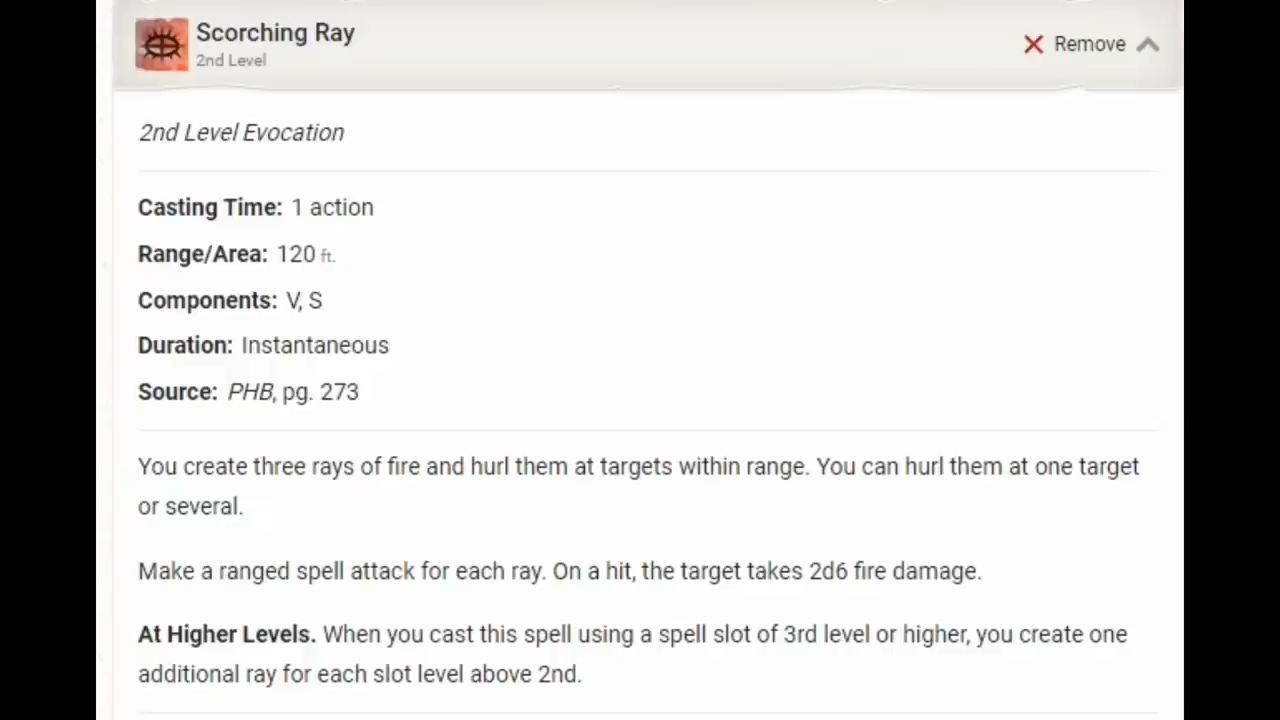 Scorching Ray
Remove
2nd Level
2nd Level Evocation
Casting Time: 1 action
Range/Area: 120 ft.
Components: V, S
Duration: Instantaneous
Source: PHB, pg. 273
You create three rays of fire and hurl them at targets within range. You can hurl them at one target
or several.
Make a ranged spell attack for each ray. On a hit, the target takes 2d6 fire damage.
At Higher Levels. When you cast this spell using a spell slot of 3rd level or higher, you create one
additional ray for each slot level above 2nd.